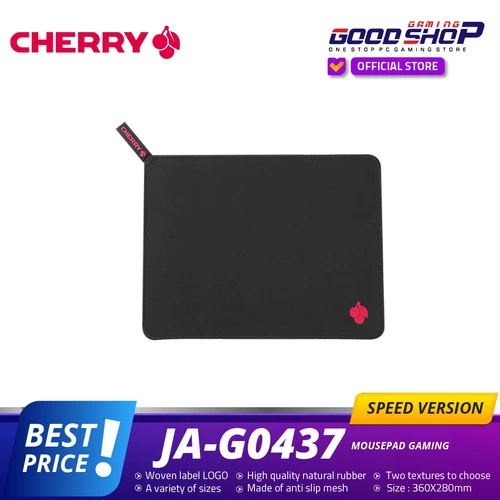 CHERRY
GAMING
GOODSHOP
ONE STOP PC GAMING STORE
OFFICIAL STORE
CHERRY
SPEED VERSION
BEST
PRICE!
JA-G0437
MOUSEPAD GAMING
• Woven label LOGO
• High quality natural rubber
• Two textures to choose
• A variety of sizes
• Made of anti slip mesh
• Size : 360X280mm